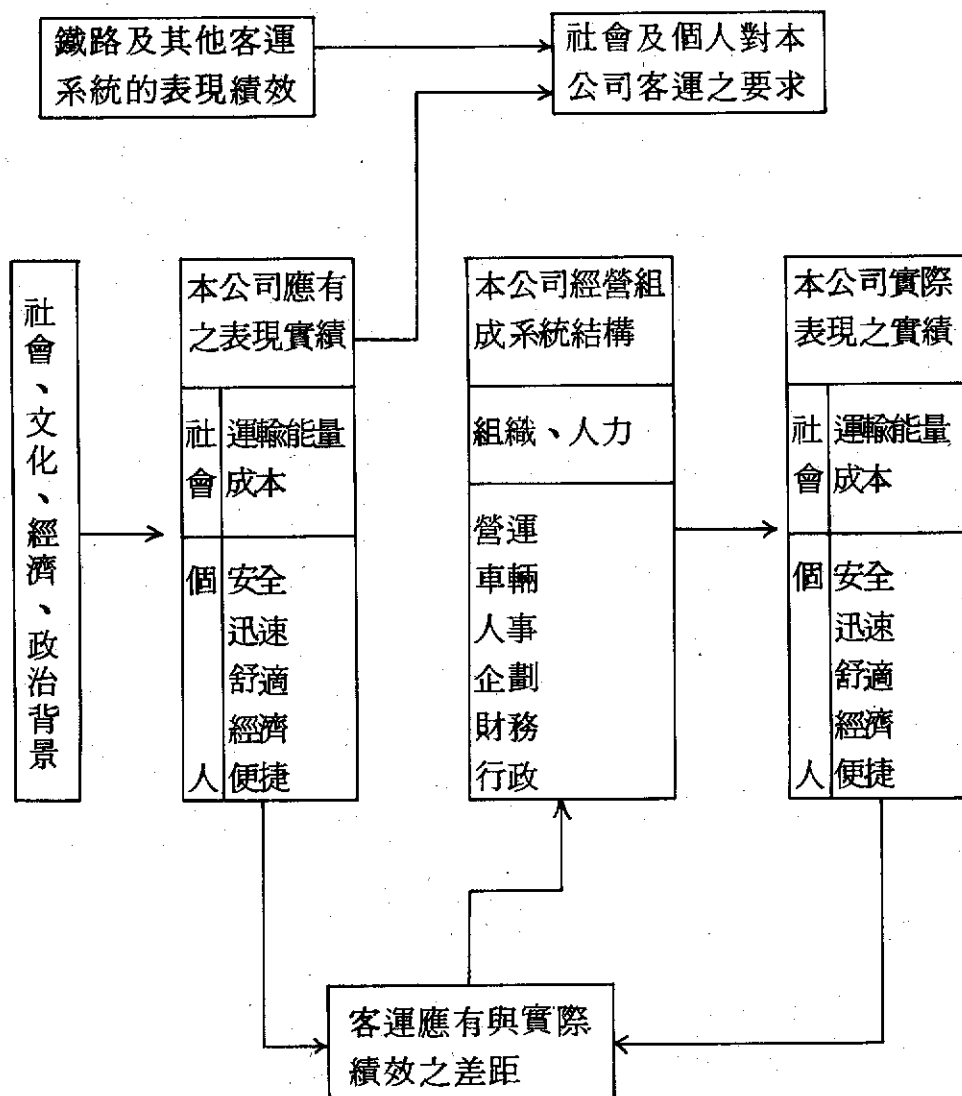 鐵路及其他客運
系統的表現績效
社會及個人對本
公司客運之要求
社會、文化、經濟、政治背景
本公司應有
之表現實績
社會
運輸能量
成本
個人
安全
迅速
舒適
經濟
便捷
本公司經營組
成系統結構
組織、人力
營運
車輛
人事
企劃
財務
行政
本公司實際
表現之實績
社會
運輸能量
成本
個人
安全
迅速
舒適
經濟
便捷
客運應有與實際
績效之差距